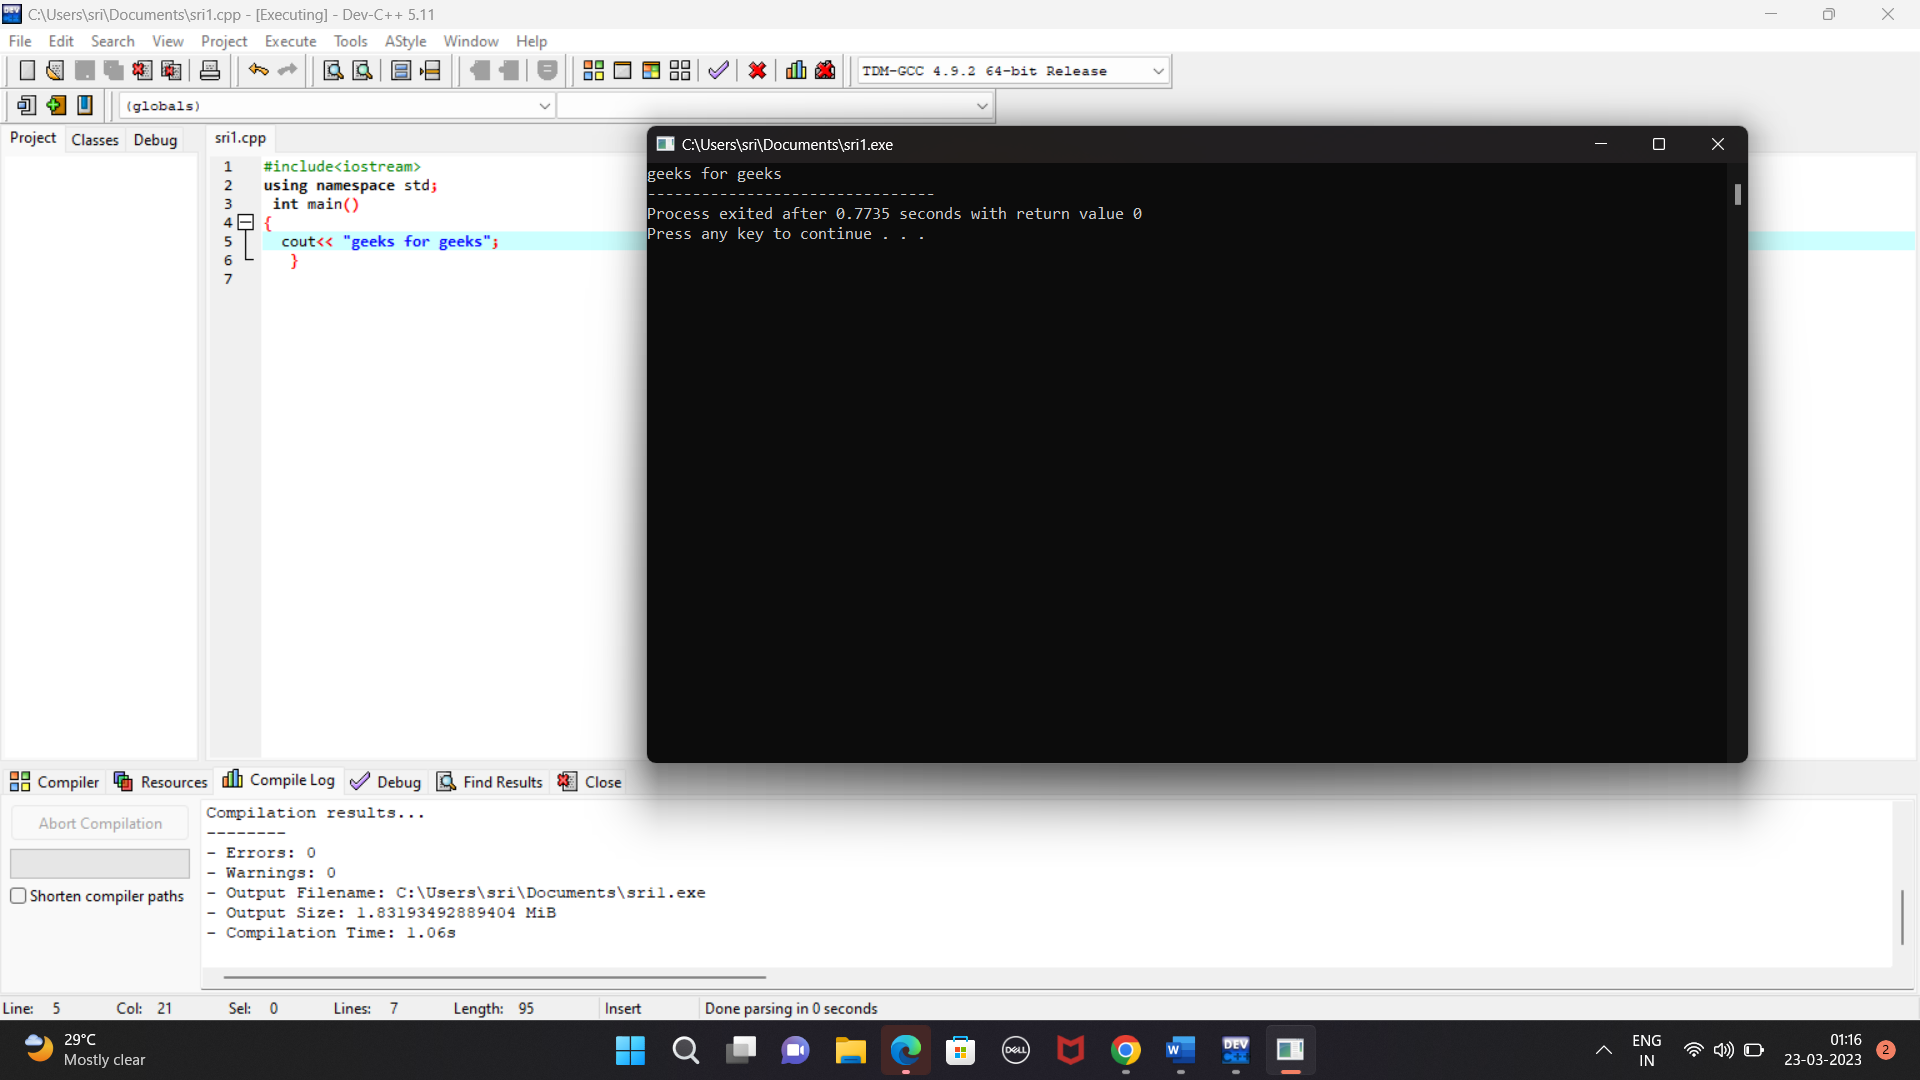 C:\Users\sri\Documents\sri1.cpp - [Executing] - Dev-C++ 5.11
File Edit Search View Project Execute Tools AStyle Window Help
TDM-GCC 4.9.2 64-bit Release
(globals)
Project Classes Debug
sri1.cpp
1 #include<iostream>
2 using namespace std;
3 int main()
4 {
5 cout<< "geeks for geeks";
6 }
7
C:\Users\sri\Documents\sri1.exe
geeks for geeks
--------------------------------
Process exited after 0.7735 seconds with return value 0
Press any key to continue . . .
Compiler Resources Compile Log Debug Find Results Close
Abort Compilation
Shorten compiler paths
Compilation results...
--------
- Errors: 0
- Warnings: 0
- Output Filename: C:\Users\sri\Documents\sri1.exe
- Output Size: 1.83193492889404 MiB
- Compilation Time: 1.06s
Line: 5 Col: 21 Sel: 0 Lines: 7 Length: 95 Insert Done parsing in 0 seconds
29°C
Mostly clear
DELL
W
DEV
C++
ENG
IN
01:16
23-03-2023
2